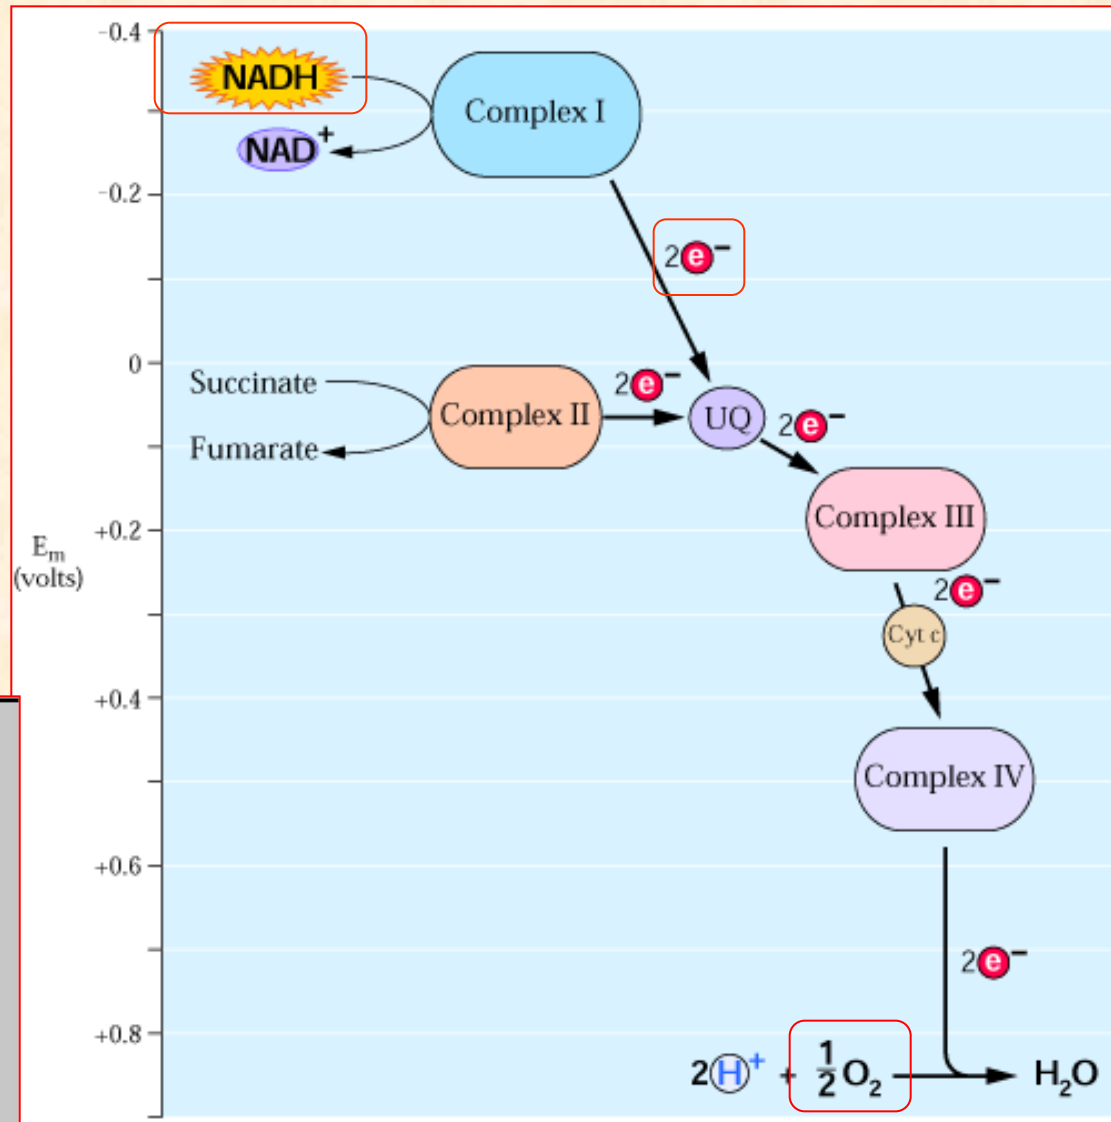 -0.4
NADH
Complex I
NAD+
-0.2
2e−
0
Succinate
2e−
Complex II
UQ
2e−
Fumarate
Complex III
+0.2
Em
(volts)
2e−
Cyt c
+0.4
Complex IV
+0.6
2e−
+0.8
2H+ + 1/2 O2
H2O